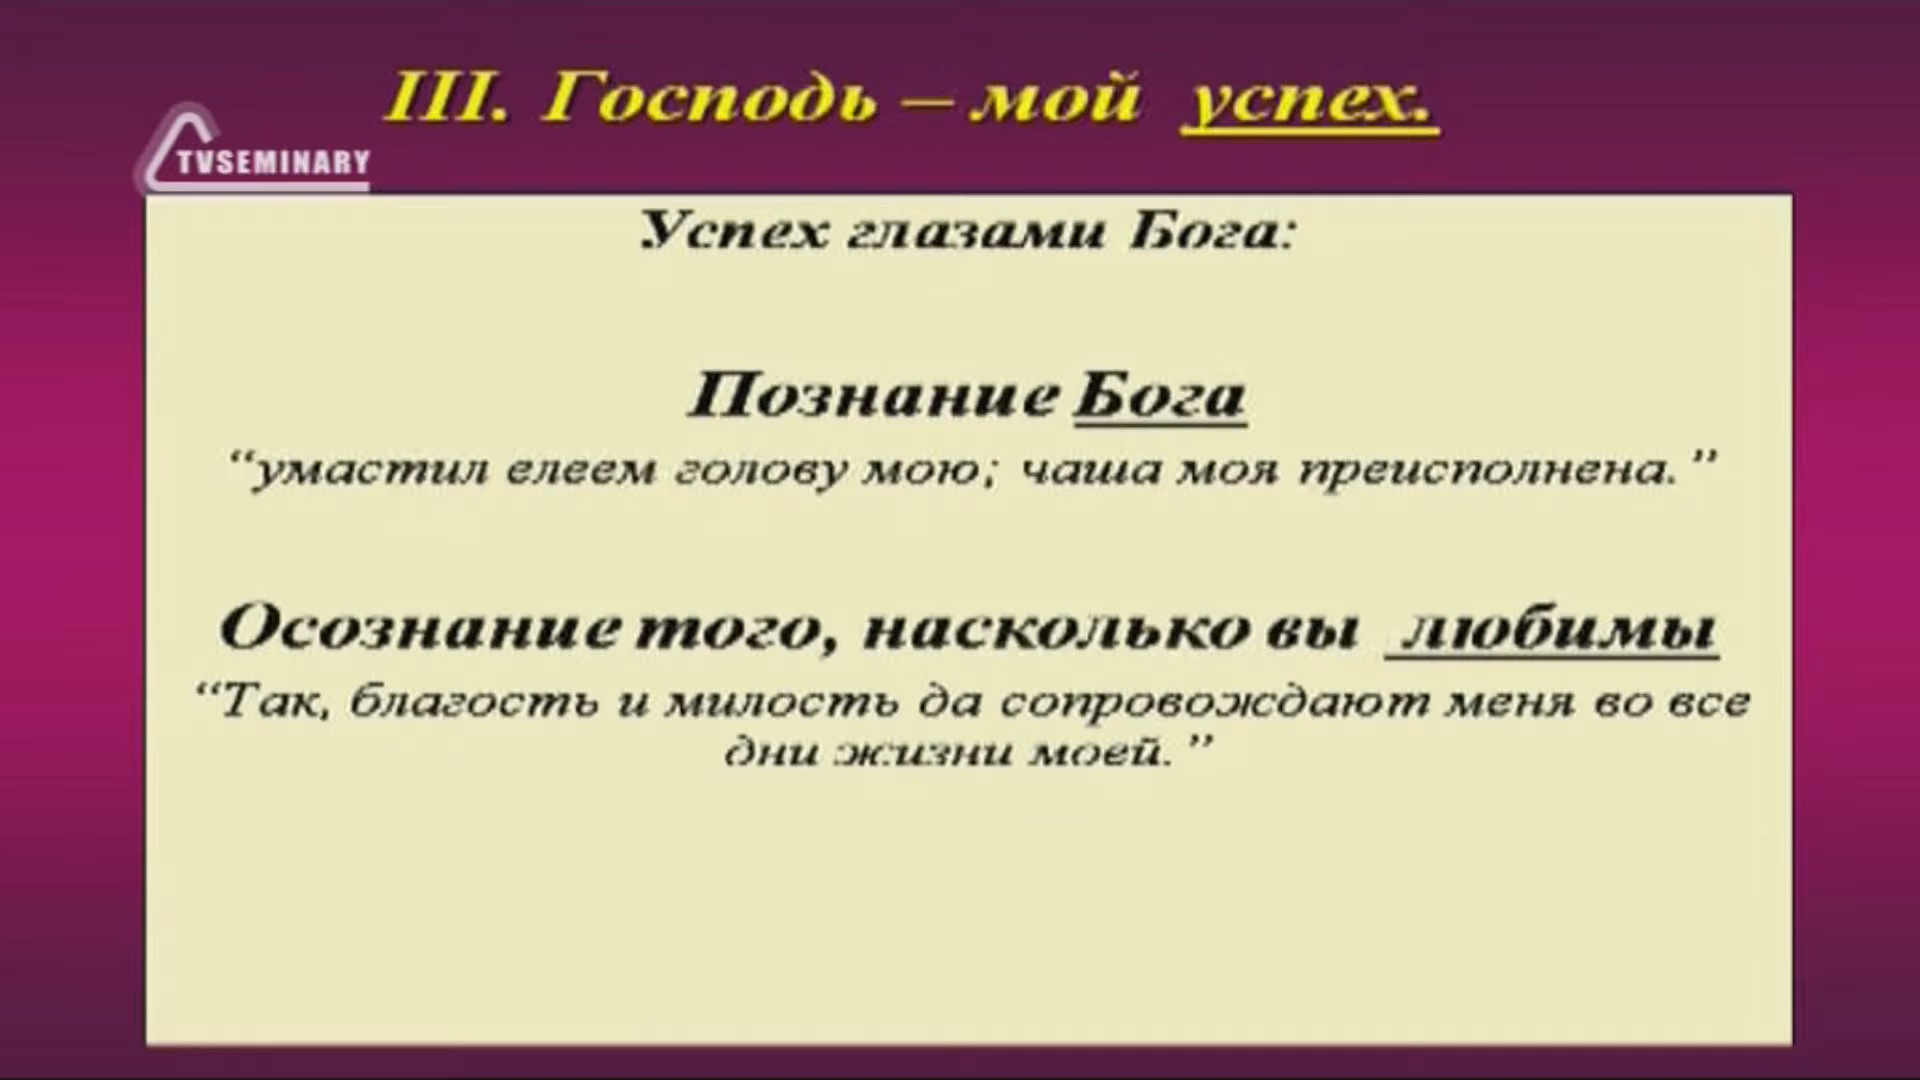 III. Господь – мой успех.
TVSEMINARY
Успех глазами Бога:
Познание Бога
“умастил елеем голову мою; чаша моя преисполнена.”
Осознание того, насколько вы любимы
“Так, благость и милость да сопровождают меня во все
дни жизни моей.”